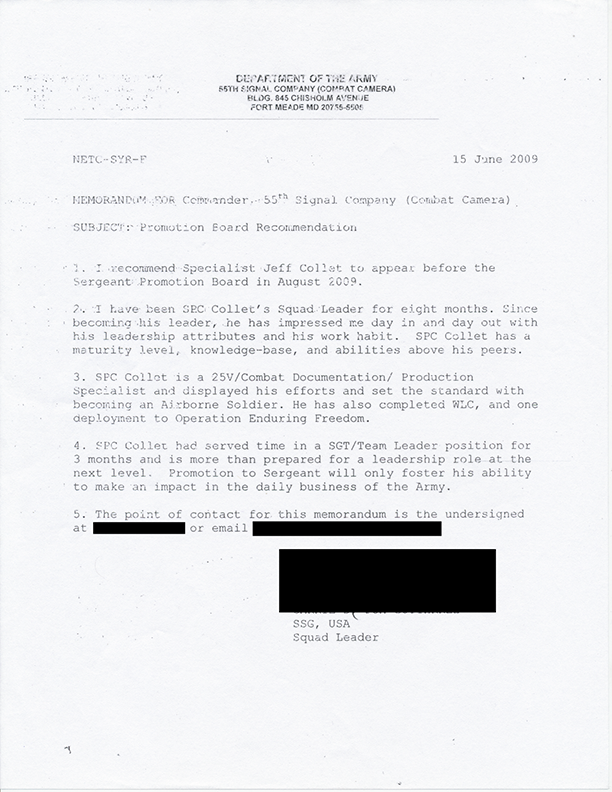 DEPARTMENT OF THE ARMY
55TH SIGNAL COMPANY (COMBAT CAMERA)
BLDG. 845 CHISHOLM AVENUE
FORT MEADE MD 20755-5605
NETC-SYR-F
15 June 2009
MEMORANDUM FOR Commander, 55th Signal Company (Combat Camera)
SUBJECT: Promotion Board Recommendation
1. I recommend Specialist Jeff Collet to appear before the
Sergeant Promotion Board in August 2009.
2. I have been SPC Collet's Squad Leader for eight months. Since
becoming his leader, he has impressed me day in and day out with
his leadership attributes and his work habit. SPC Collet has a
maturity level, knowledge-base, and abilities above his peers.
3. SPC Collet is a 25V/Combat Documentation/ Production
Specialist and displayed his efforts and set the standard with
becoming an Airborne Soldier. He has also completed WLC, and one
deployment to Operation Enduring Freedom.
4. SPC Collet had served time in a SGT/Team Leader position for
3 months and is more than prepared for a leadership role at the
next level. Promotion to Sergeant will only foster his ability
to make an impact in the daily business of the Army.
5. The point of contact for this memorandum is the undersigned
at or email
SSG, USA
Squad Leader